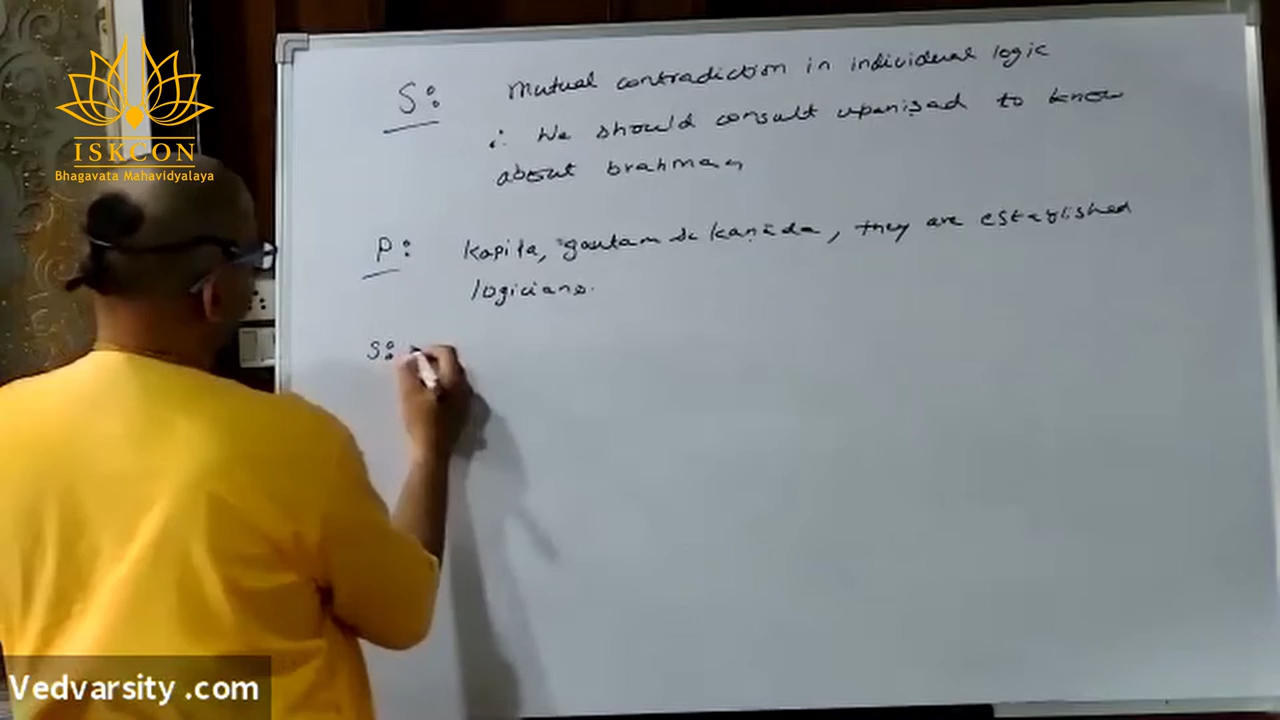 ISKCON
Bhagavata Mahavidyalaya
S: Mutual contradiction in individual logic
∴ We should consult upaniṣad to know
about brahman
P: Kapila, gautam & kaṇāda, they are established
logicians.
S:
Vedvarsity .com